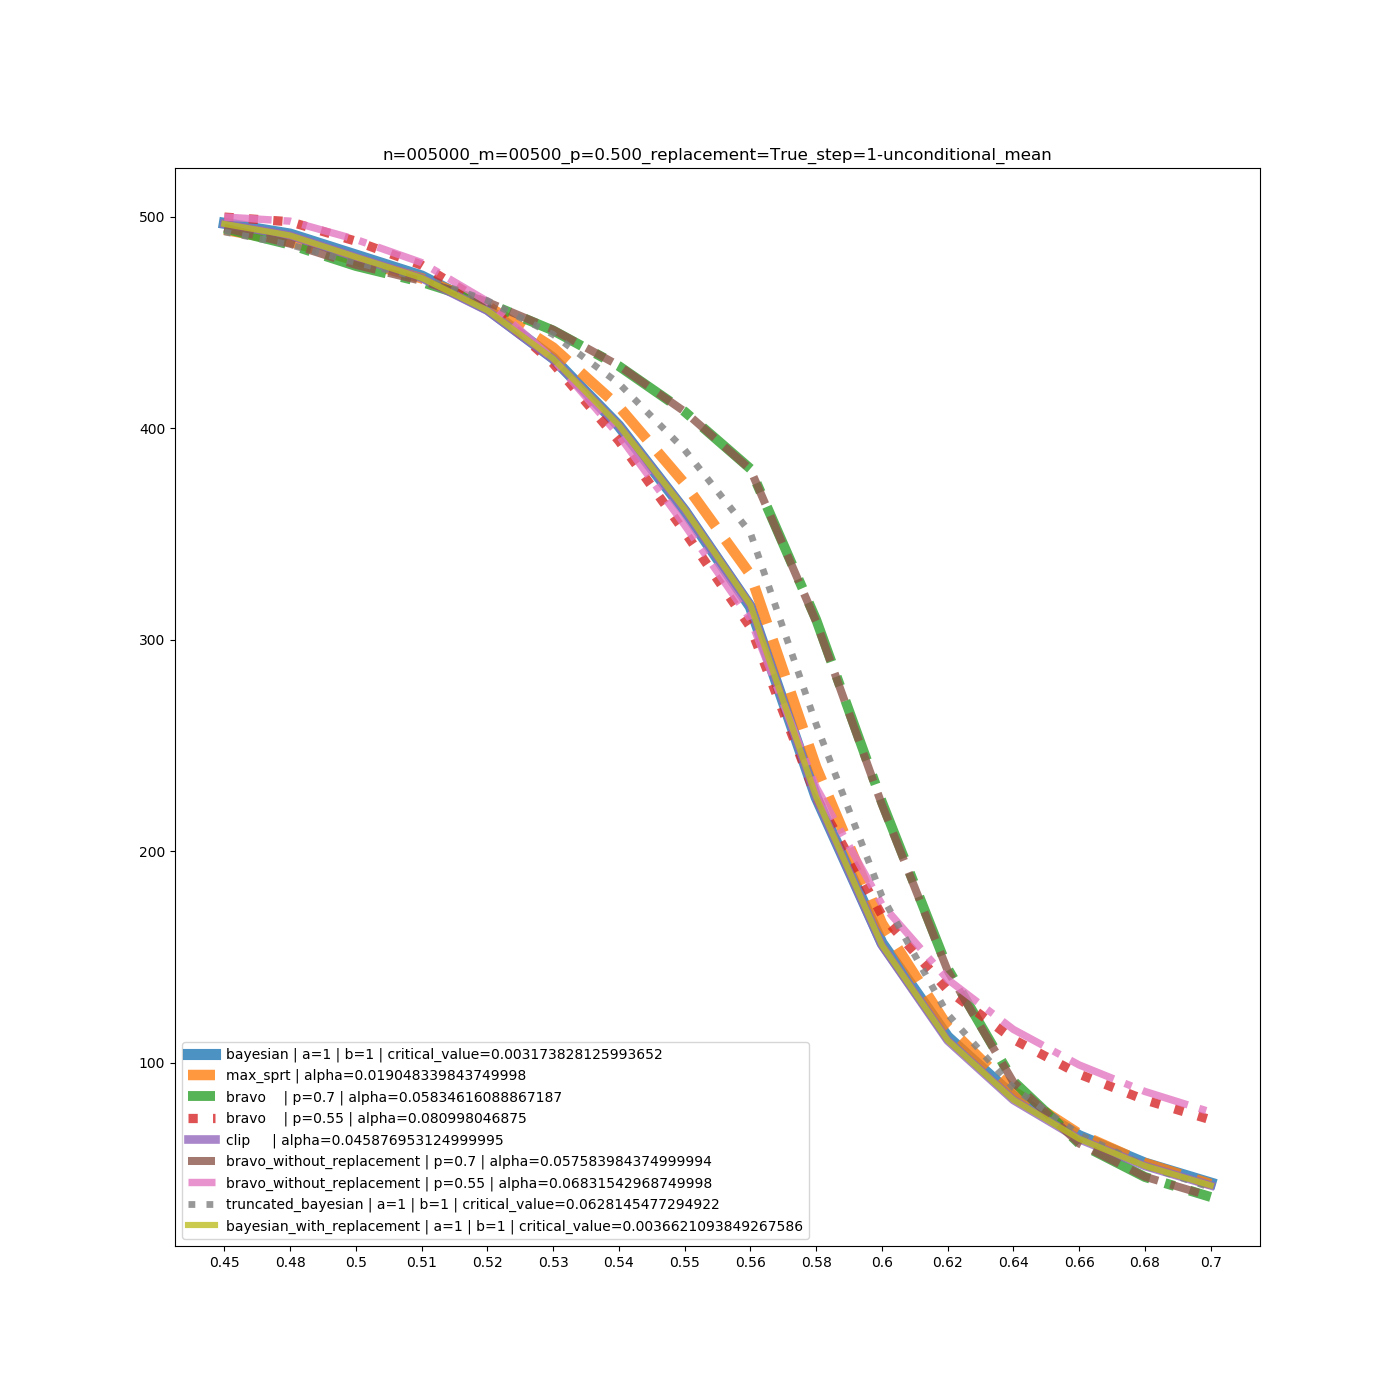 n=005000_m=00500_p=0.500_replacement=True_step=1-unconditional_mean
500
400
300
200
100
bayesian | a=1 | b=1 | critical_value=0.003173828125993652
max_sprt | alpha=0.019048339843749998
bravo | p=0.7 | alpha=0.05834616088867187
bravo | p=0.55 | alpha=0.080998046875
clip | alpha=0.045876953124999995
bravo_without_replacement | p=0.7 | alpha=0.057583984374999994
bravo_without_replacement | p=0.55 | alpha=0.06831542968749998
truncated_bayesian | a=1 | b=1 | critical_value=0.0628145477294922
bayesian_with_replacement | a=1 | b=1 | critical_value=0.0036621093849267586
0.45 0.48 0.5 0.51 0.52 0.53 0.54 0.55 0.56 0.58 0.6 0.62 0.64 0.66 0.68 0.7